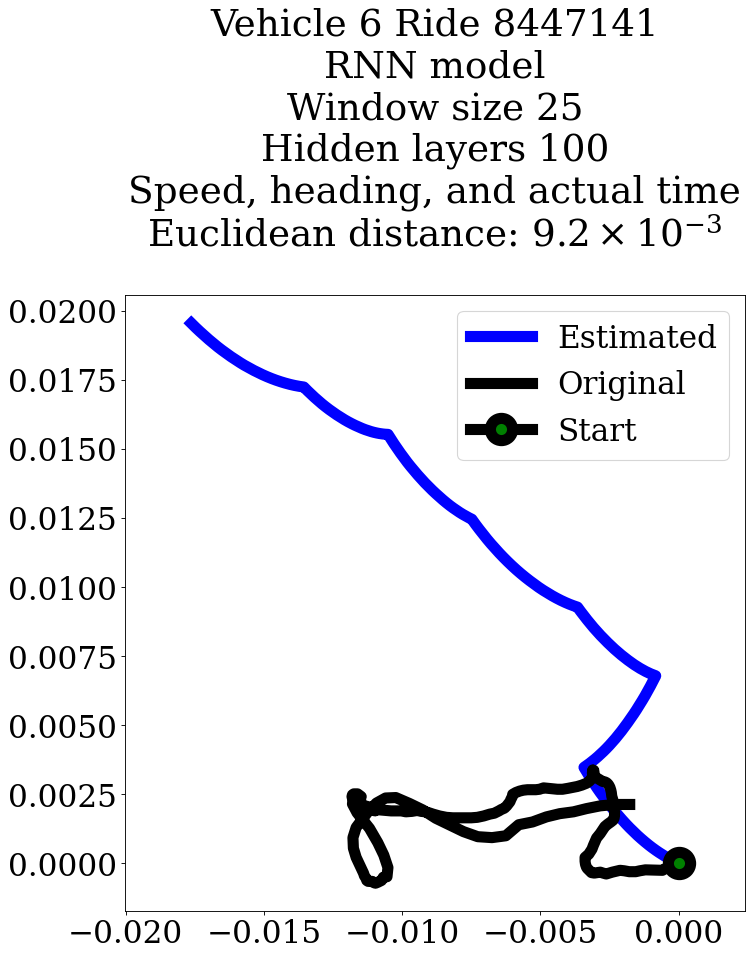 Vehicle 6 Ride 8447141
RNN model
Window size 25
Hidden layers 100
Speed, heading, and actual time
Euclidean distance: 9.2 × 10⁻³
Estimated
Original
Start
0.0200
0.0175
0.0150
0.0125
0.0100
0.0075
0.0050
0.0025
0.0000
−0.020 −0.015 −0.010 −0.005 0.000